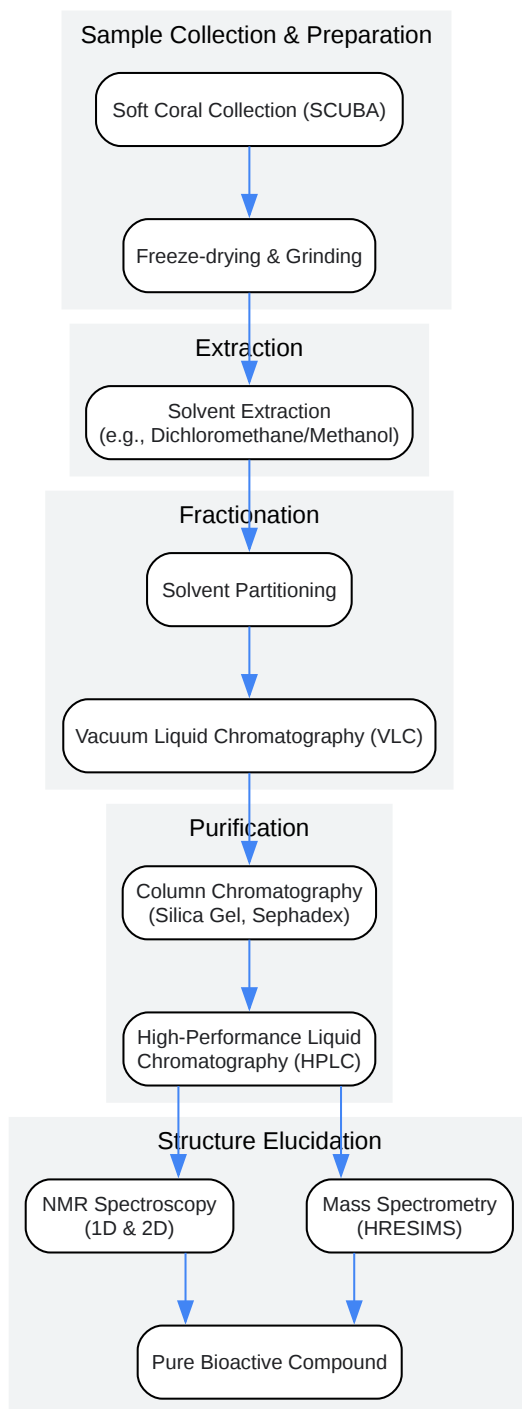 Sample Collection & Preparation
Soft Coral Collection (SCUBA)
Freeze-drying & Grinding
Extraction
Solvent Extraction
(e.g., Dichloromethane/Methanol)
Fractionation
Solvent Partitioning
Vacuum Liquid Chromatography (VLC)
Purification
Column Chromatography
(Silica Gel, Sephadex)
High-Performance Liquid
Chromatography (HPLC)
Structure Elucidation
NMR Spectroscopy
(1D & 2D)
Mass Spectrometry
(HRESIMS)
Pure Bioactive Compound